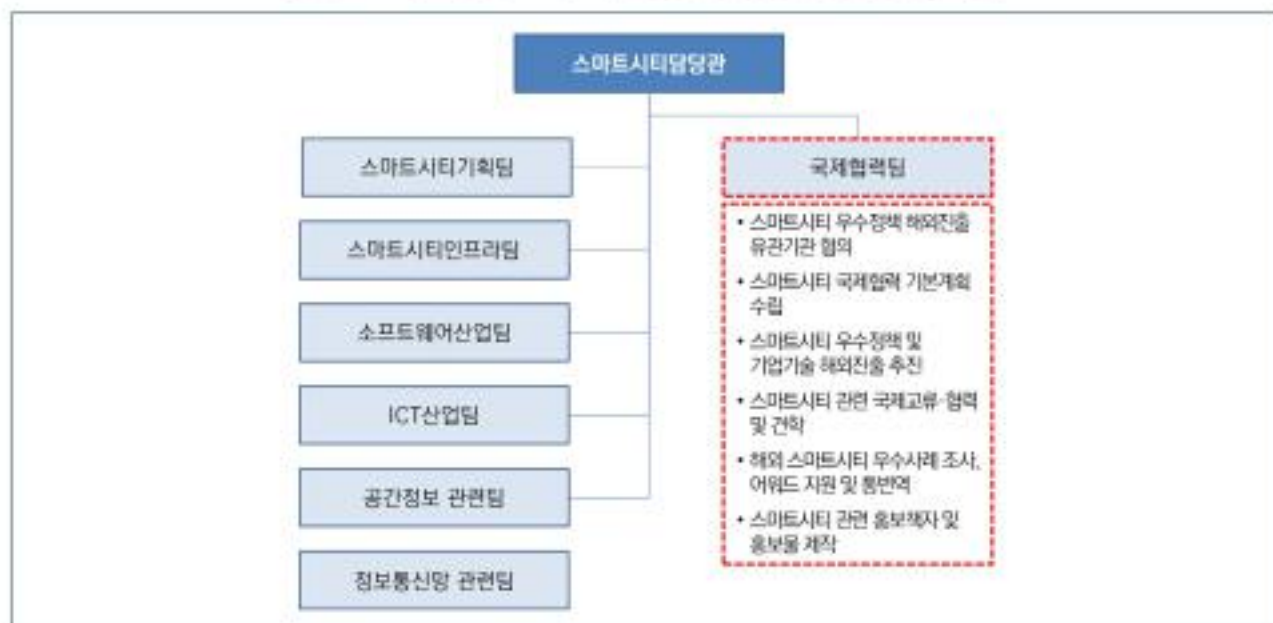 스마트시티담당관
스마트시티기획팀
스마트시티인프라팀
소프트웨어산업팀
ICT산업팀
공간정보 관련팀
정보통신망 관련팀
국제협력팀
• 스마트시티 우수정책 해외진출
유관기관 협의
• 스마트시티 국제협력 기본계획
수립
• 스마트시티 우수정책 및
기업기술 해외진출 추진
• 스마트시티 관련 국제교류·협력
및 견학
• 해외 스마트시티 우수사례 조사,
어워드 지원 및 통번역
• 스마트시티 관련 홍보책자 및
홍보물 제작